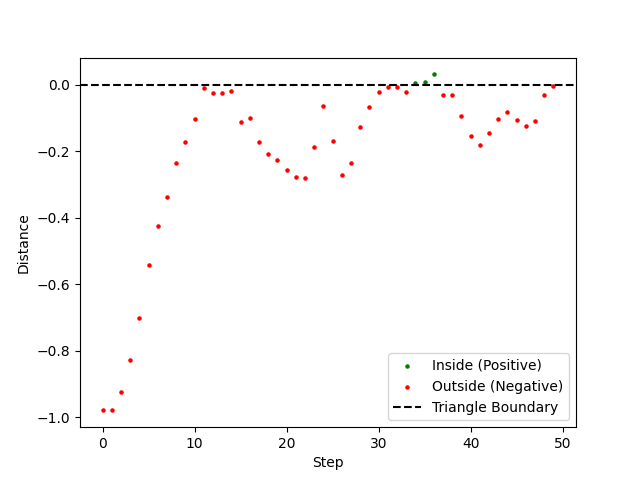 0.0
−0.2
−0.4
−0.6
−0.8
−1.0
Distance
Inside (Positive)
Outside (Negative)
Triangle Boundary
0 10 20 30 40 50
Step